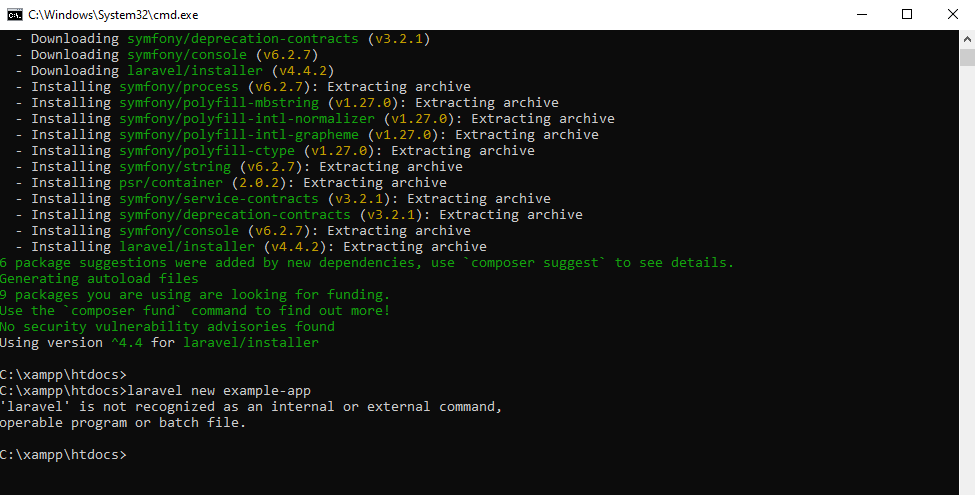 C:\Windows\System32\cmd.exe
- Downloading symfony/deprecation-contracts (v3.2.1)
- Downloading symfony/console (v6.2.7)
- Downloading laravel/installer (v4.4.2)
- Installing symfony/process (v6.2.7): Extracting archive
- Installing symfony/polyfill-mbstring (v1.27.0): Extracting archive
- Installing symfony/polyfill-intl-normalizer (v1.27.0): Extracting archive
- Installing symfony/polyfill-intl-grapheme (v1.27.0): Extracting archive
- Installing symfony/polyfill-ctype (v1.27.0): Extracting archive
- Installing symfony/string (v6.2.7): Extracting archive
- Installing psr/container (2.0.2): Extracting archive
- Installing symfony/service-contracts (v3.2.1): Extracting archive
- Installing symfony/deprecation-contracts (v3.2.1): Extracting archive
- Installing symfony/console (v6.2.7): Extracting archive
- Installing laravel/installer (v4.4.2): Extracting archive
6 package suggestions were added by new dependencies, use `composer suggest` to see details.
Generating autoload files
9 packages you are using are looking for funding.
Use the `composer fund` command to find out more!
No security vulnerability advisories found
Using version ^4.4 for laravel/installer
C:\xampp\htdocs>
C:\xampp\htdocs>laravel new example-app
'laravel' is not recognized as an internal or external command,
operable program or batch file.
C:\xampp\htdocs>